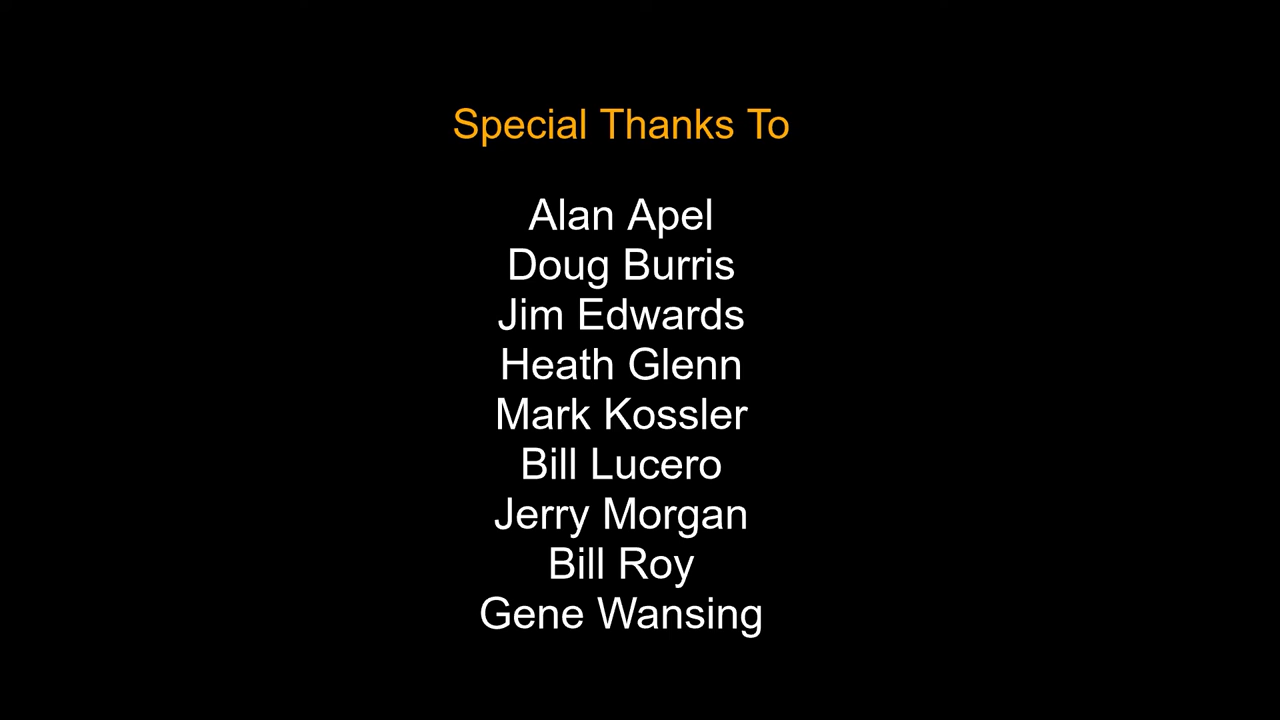 Special Thanks To
Alan Apel
Doug Burris
Jim Edwards
Heath Glenn
Mark Kossler
Bill Lucero
Jerry Morgan
Bill Roy
Gene Wansing